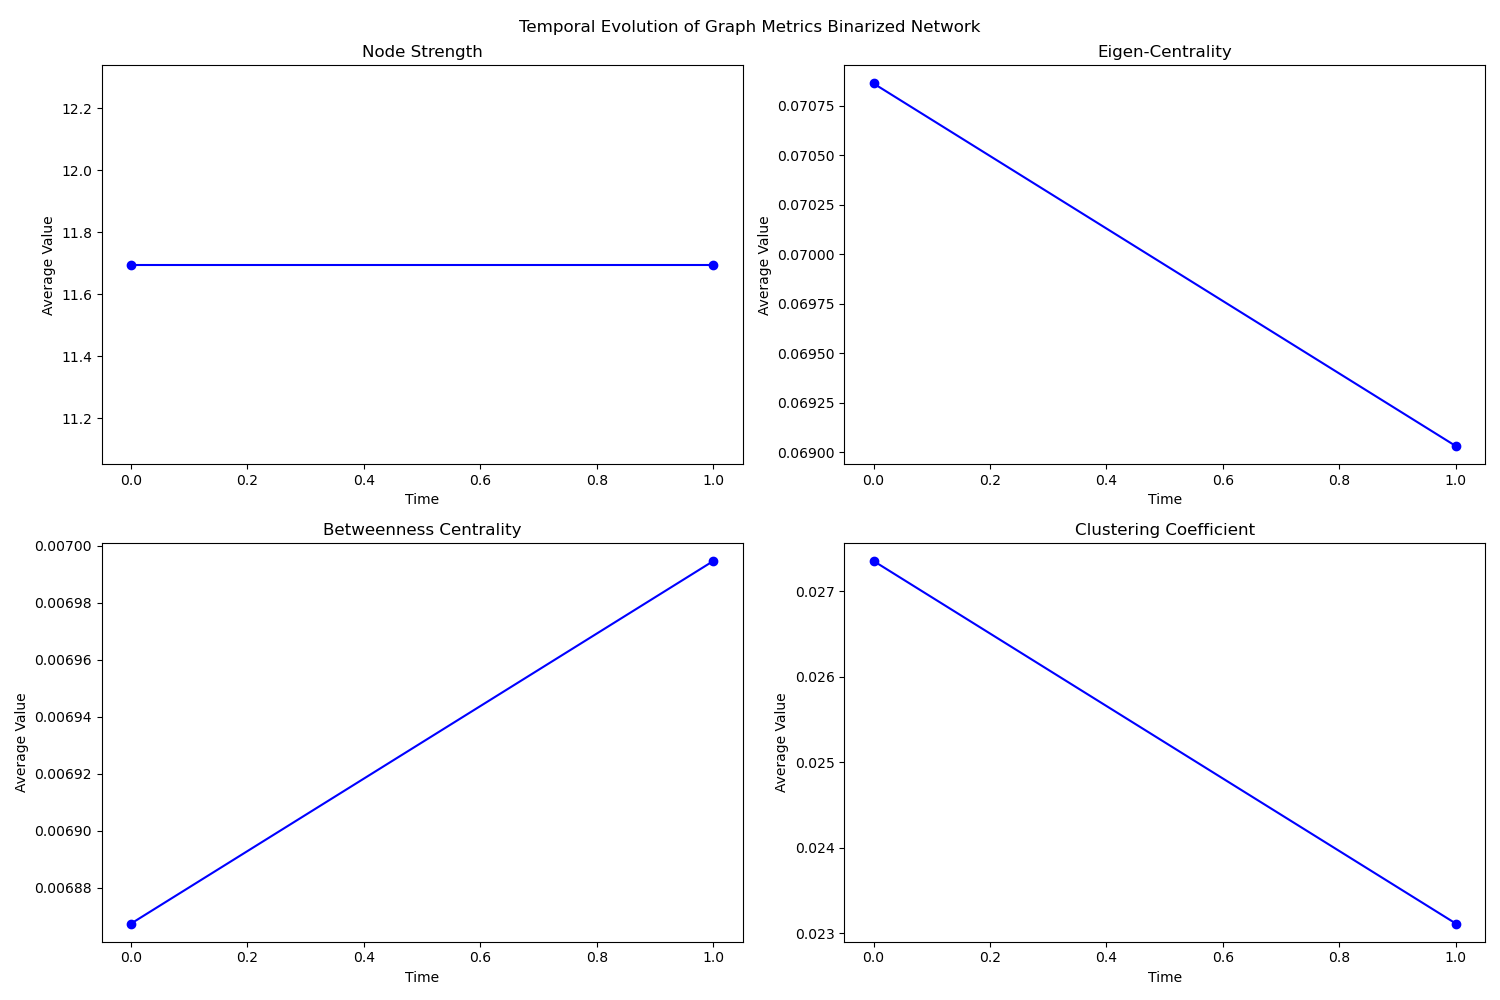 Temporal Evolution of Graph Metrics Binarized Network
Node Strength
Average Value
12.2
12.0
11.8
11.6
11.4
11.2
0.0 0.2 0.4 0.6 0.8 1.0
Time
Eigen-Centrality
Average Value
0.07075
0.07050
0.07025
0.07000
0.06975
0.06950
0.06925
0.06900
0.0 0.2 0.4 0.6 0.8 1.0
Time
Betweenness Centrality
Average Value
0.00700
0.00698
0.00696
0.00694
0.00692
0.00690
0.00688
0.0 0.2 0.4 0.6 0.8 1.0
Time
Clustering Coefficient
Average Value
0.027
0.026
0.025
0.024
0.023
0.0 0.2 0.4 0.6 0.8 1.0
Time